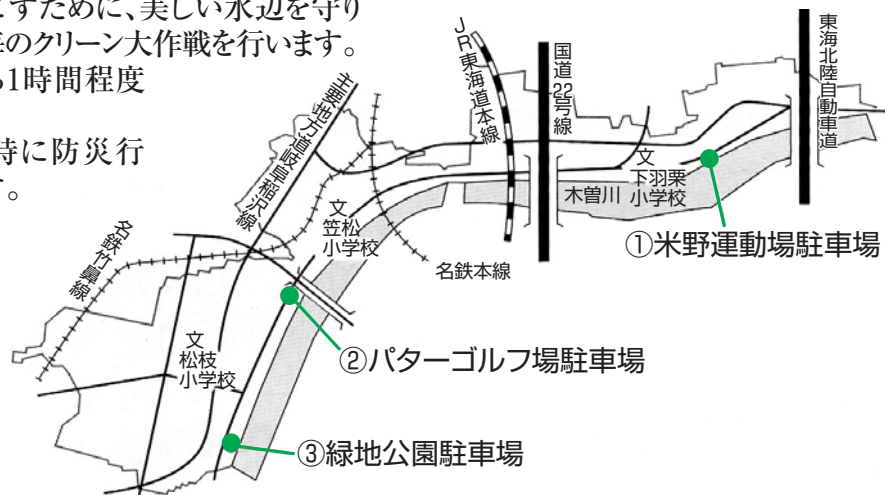 こすために、美しい水辺を守り
のクリーン大作戦を行います。
ら1時間程度
時に防災行
す。
主要地方道岐阜稲沢線
JR東海道本線
国道22号線
東海北陸自動車道
文
下羽栗
小学校
木曽川
①米野運動場駐車場
文
笠松
小学校
名鉄本線
名鉄竹鼻線
②パターゴルフ場駐車場
文
松枝
小学校
③緑地公園駐車場